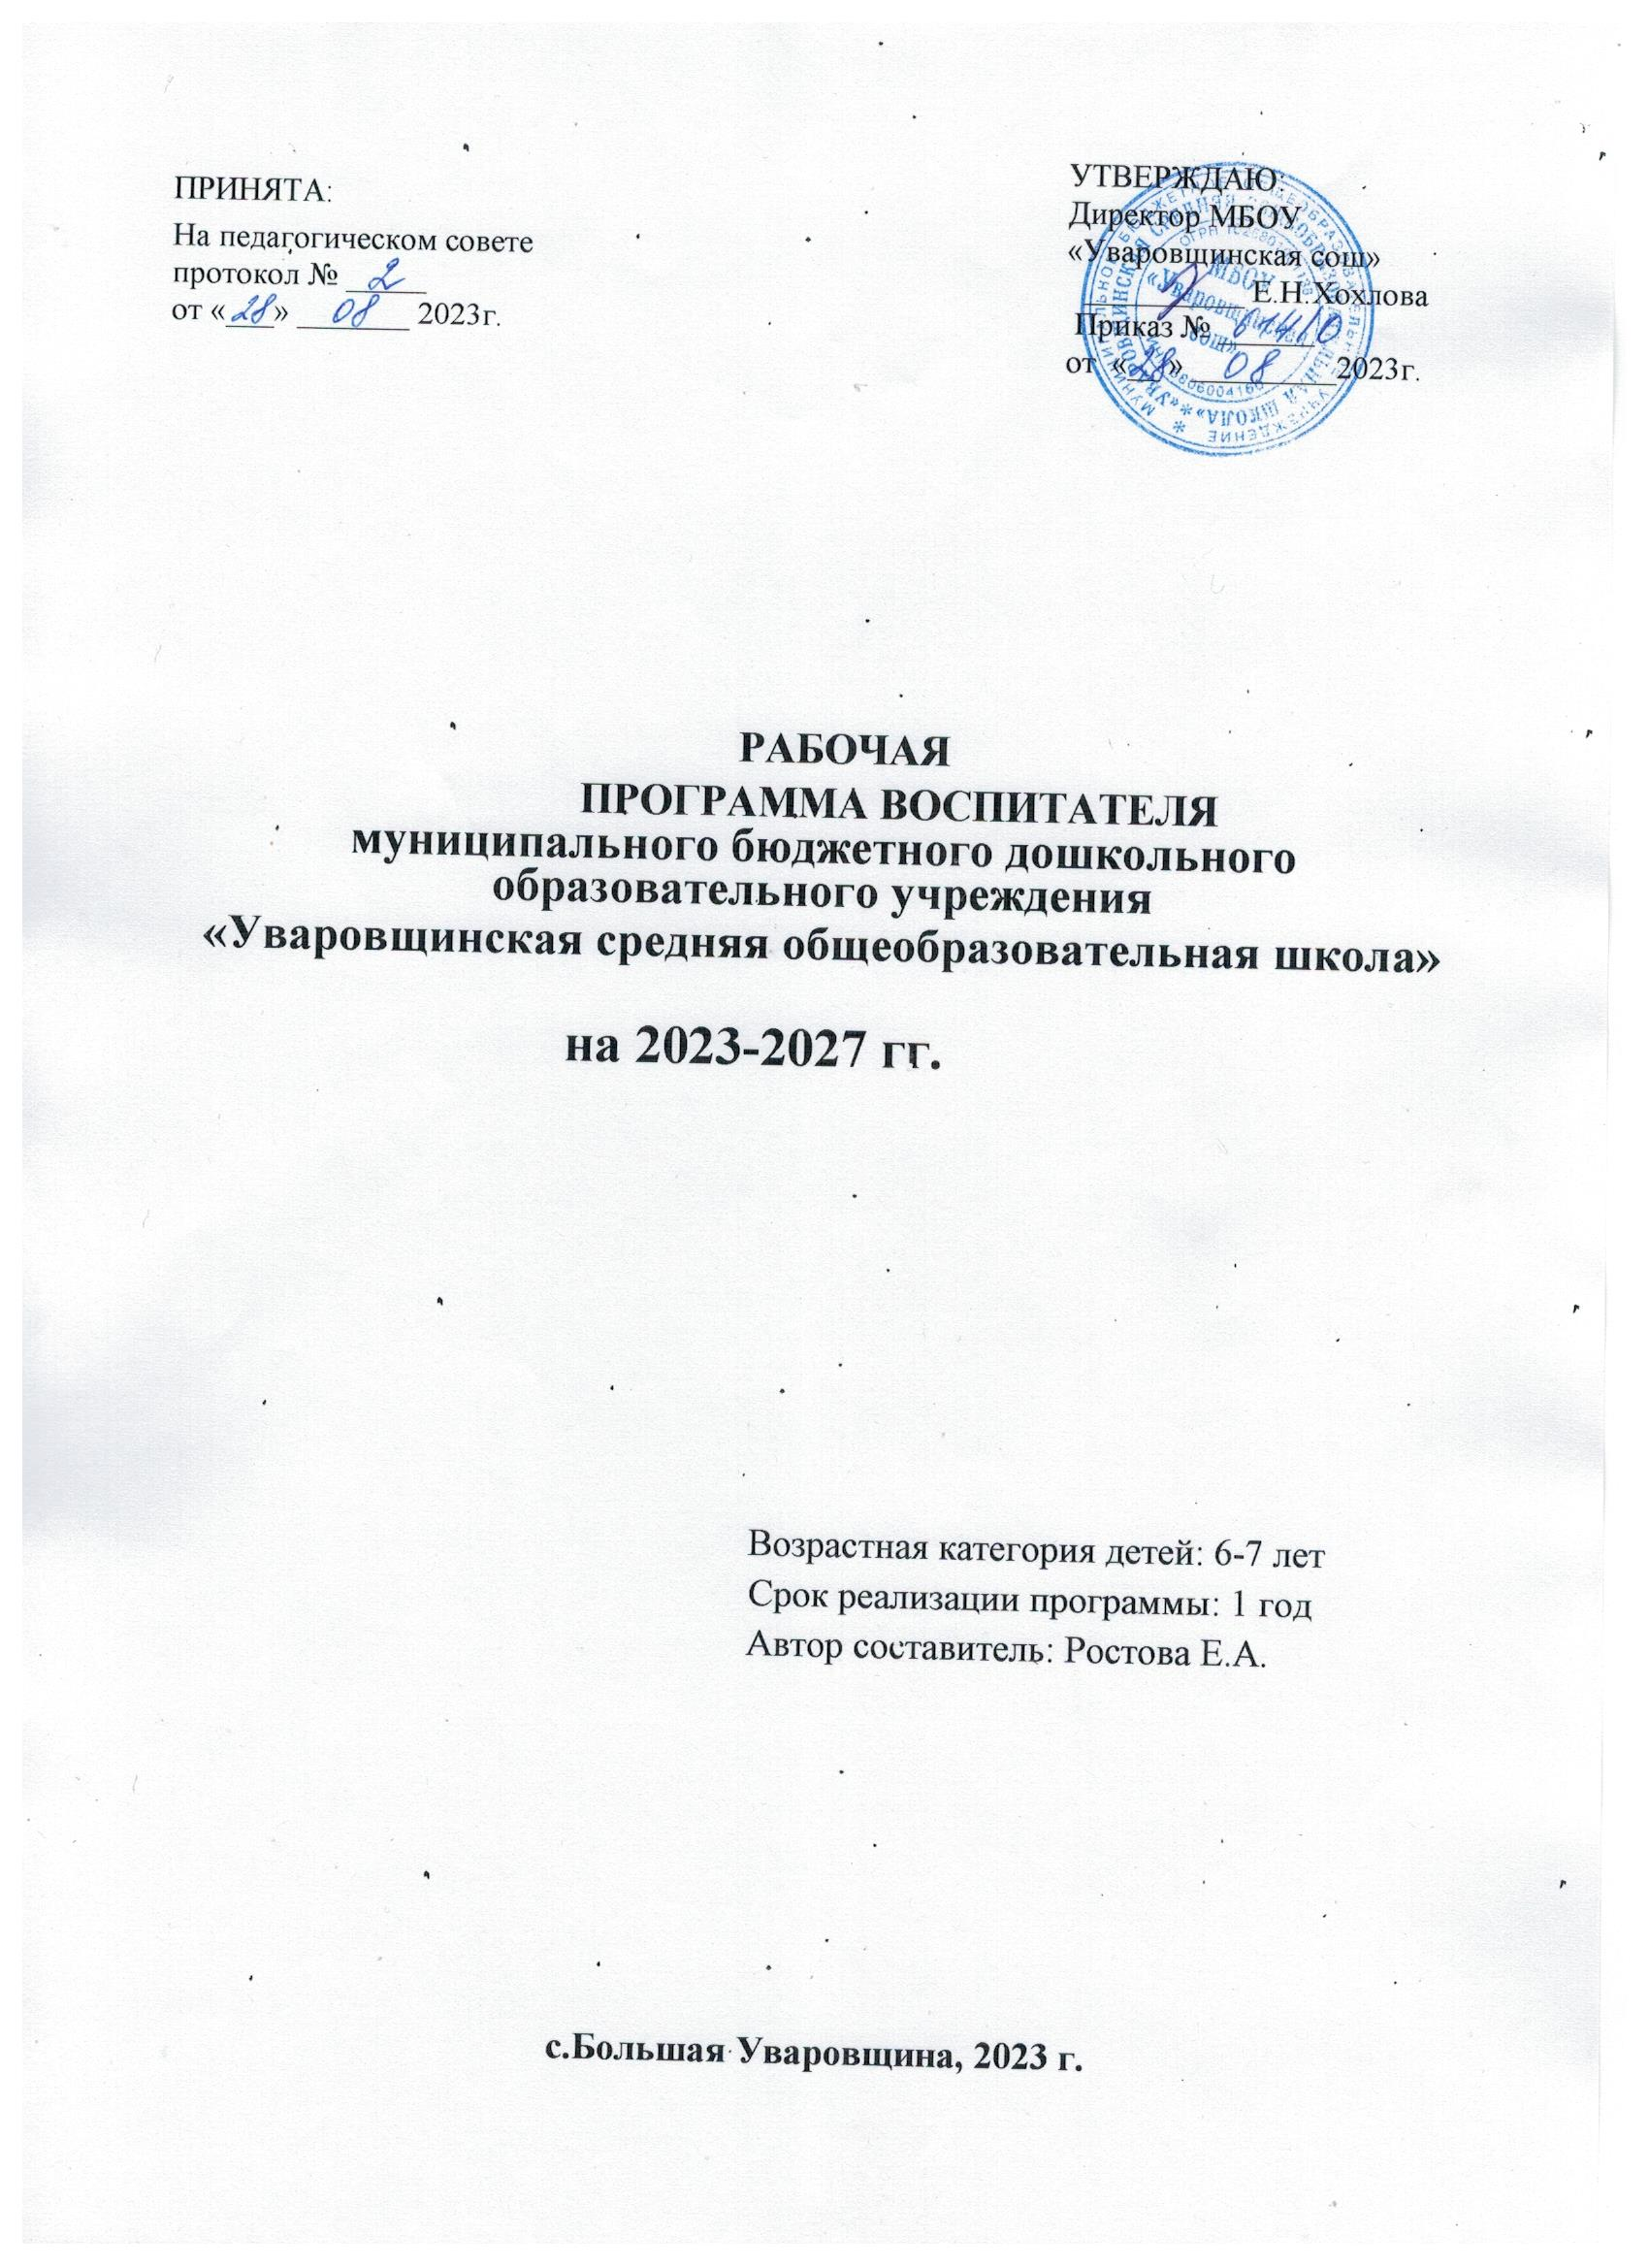 ПРИНЯТА:
На педагогическом совете
протокол № 2
от «28» 08 2023г.
УТВЕРЖДАЮ:
Директор МБОУ
«Уваровщинская сош»
Е.Н.Хохлова
Приказ №
от «28» 08 2023г.
РАБОЧАЯ
ПРОГРАММА ВОСПИТАТЕЛЯ
муниципального бюджетного дошкольного
образовательного учреждения
«Уваровщинская средняя общеобразовательная школа»
на 2023-2027 гг.
Возрастная категория детей: 6-7 лет
Срок реализации программы: 1 год
Автор составитель: Ростова Е.А.
с.Большая Уваровщина, 2023 г.